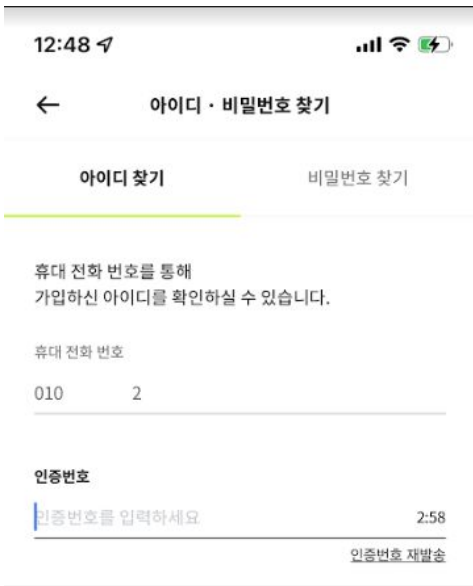 12:48
아이디 · 비밀번호 찾기
아이디 찾기
비밀번호 찾기
휴대 전화 번호를 통해
가입하신 아이디를 확인하실 수 있습니다.
휴대 전화 번호
010 2
인증번호
인증번호를 입력하세요 2:58
인증번호 재발송